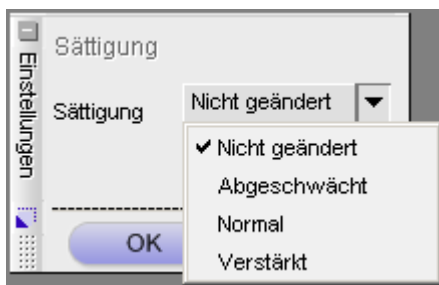 Sättigung
Einstellungen
Sättigung Nicht geändert
Nicht geändert
Abgeschwächt
Normal
Verstärkt
OK